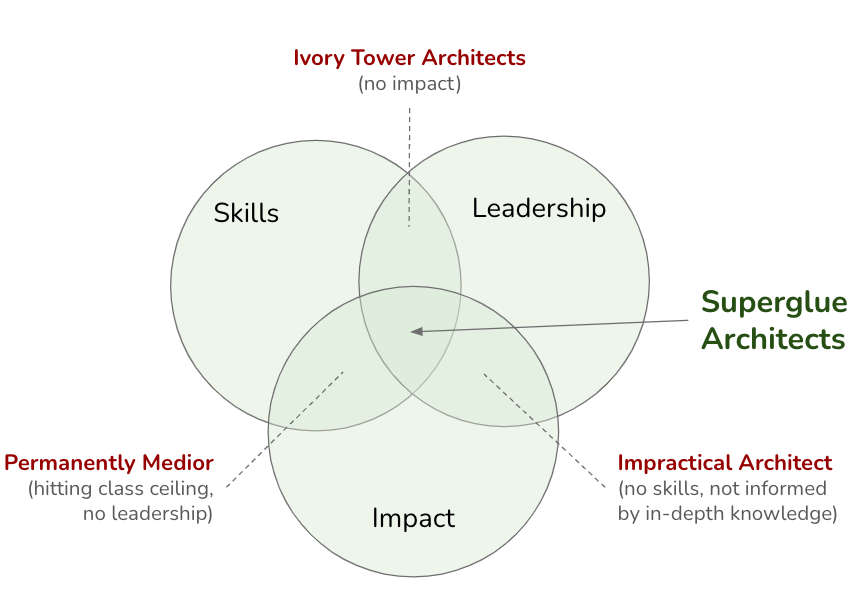 Ivory Tower Architects
(no impact)
Skills
Leadership
Superglue
Architects
Permanently Medior
(hitting class ceiling,
no leadership)
Impractical Architect
(no skills, not informed
by in-depth knowledge)
Impact